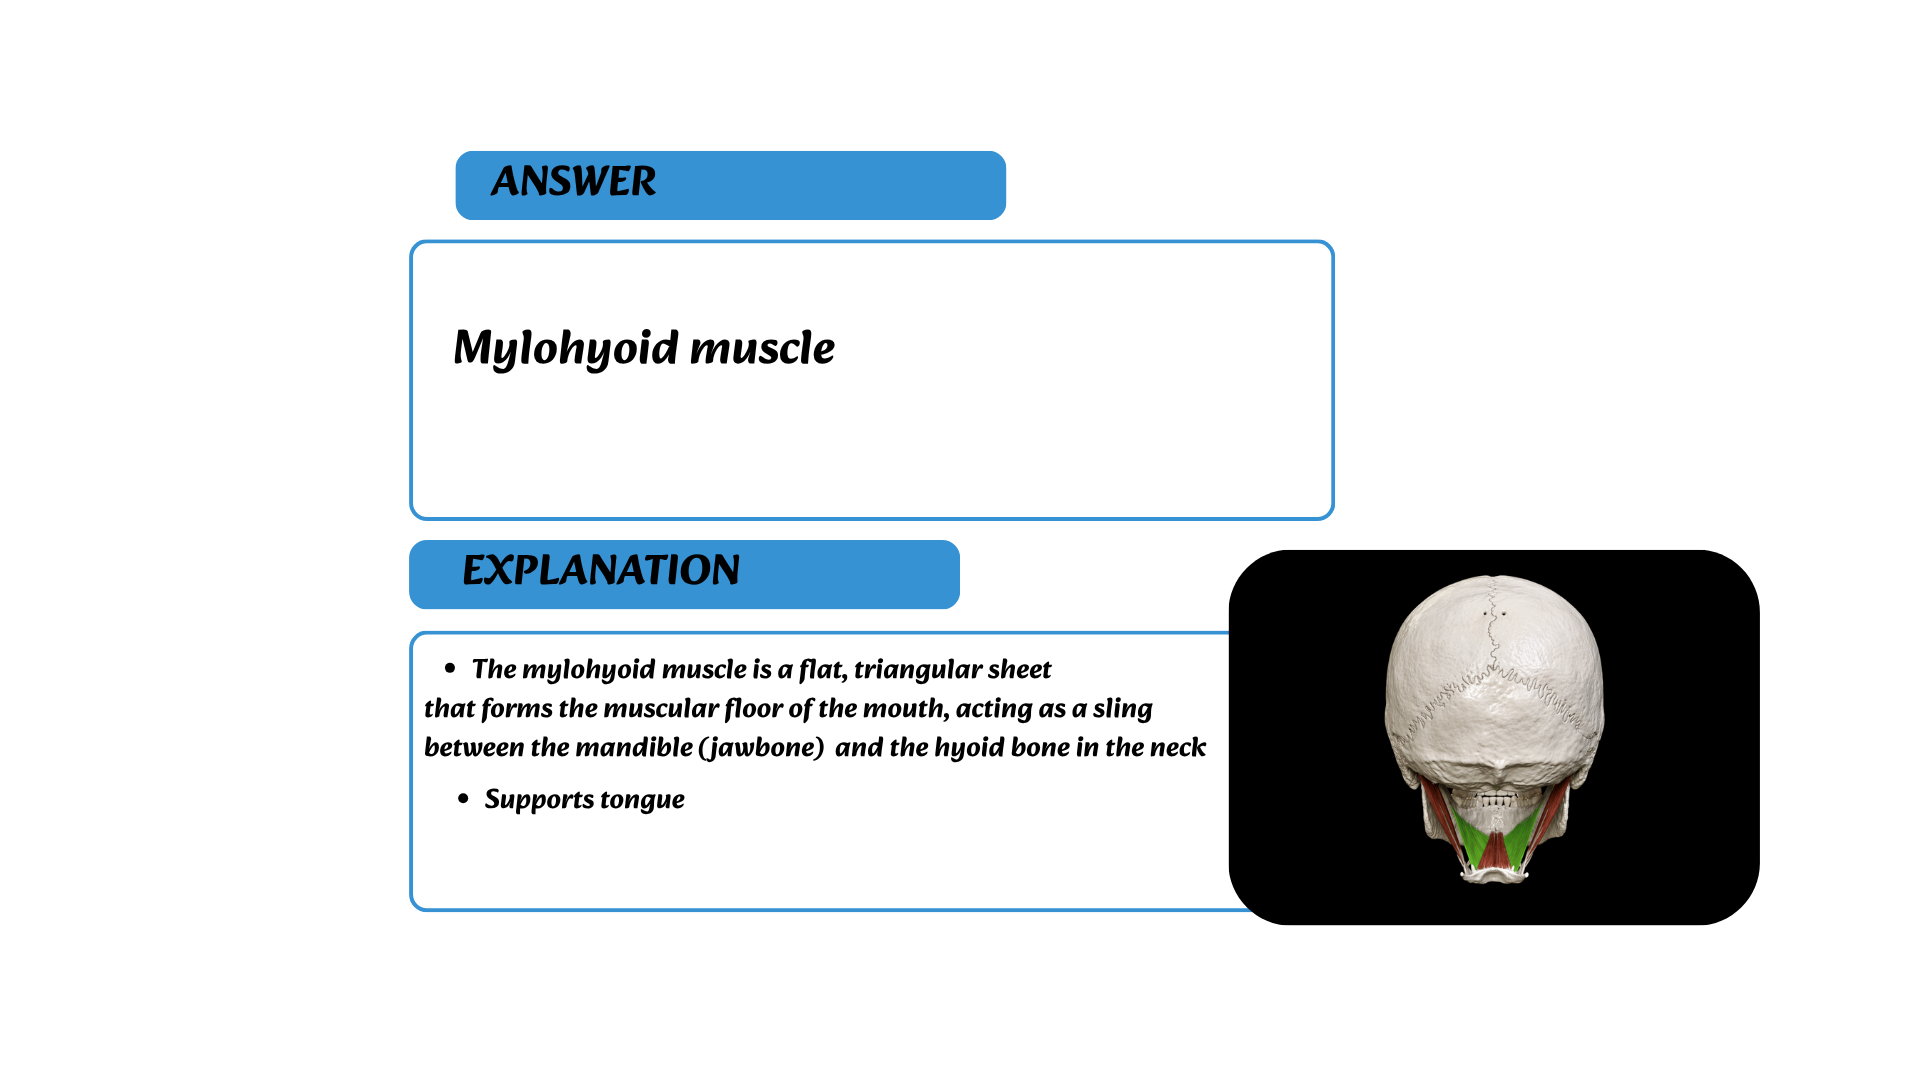 ANSWER
Mylohyoid muscle
EXPLANATION
• The mylohyoid muscle is a flat, triangular sheet
that forms the muscular floor of the mouth, acting as a sling
between the mandible (jawbone)  and the hyoid bone in the neck
• Supports tongue